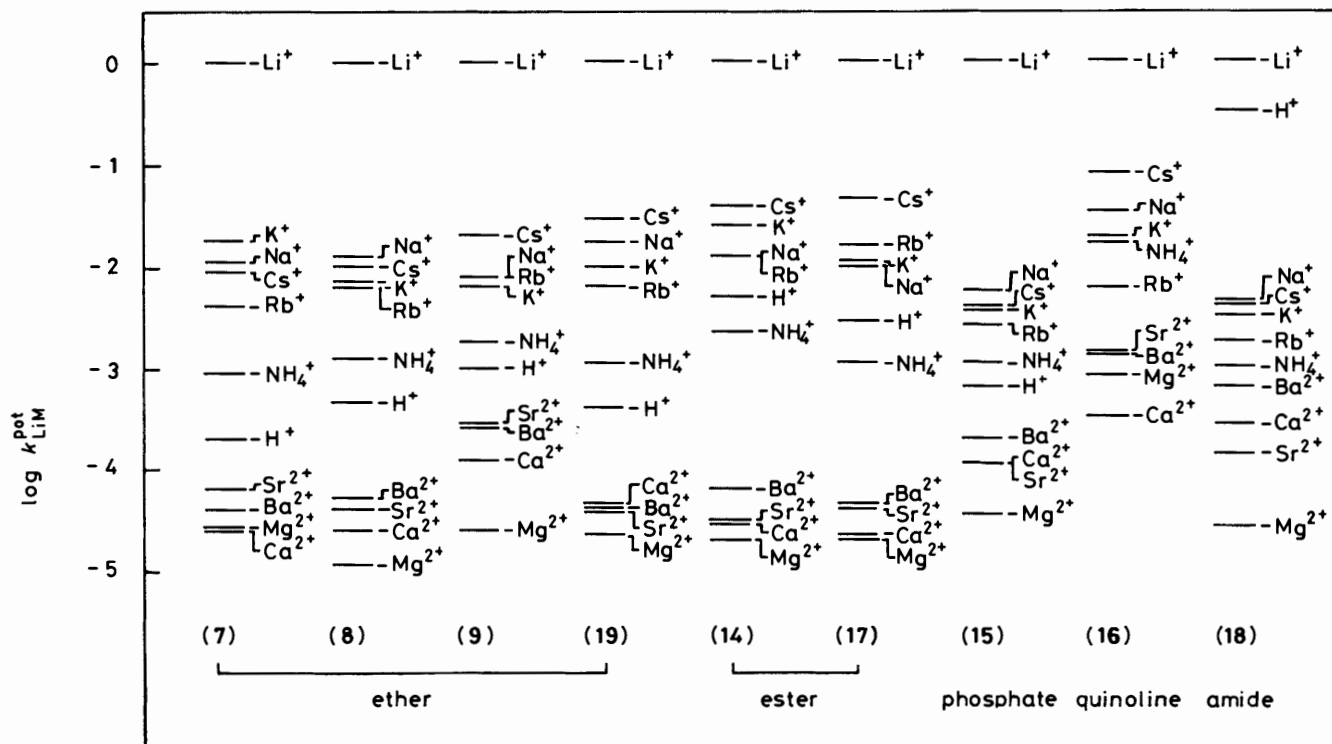 log k^pot_LiM
0
-1
-2
-3
-4
-5
-Li⁺
K⁺
Na⁺
Cs⁺
Rb⁺
-NH₄⁺
-H⁺
Sr²⁺
Ba²⁺
Mg²⁺
Ca²⁺
(7)
-Li⁺
Na⁺
Cs⁺
K⁺
Rb⁺
-NH₄⁺
-H⁺
Ba²⁺
Sr²⁺
Ca²⁺
-Mg²⁺
(8)
-Li⁺
-Cs⁺
Na⁺
Rb⁺
K⁺
-NH₄⁺
-H⁺
Sr²⁺
Ba²⁺
-Ca²⁺
-Mg²⁺
(9)
-Li⁺
-Cs⁺
-Na⁺
-K⁺
-Rb⁺
-NH₄⁺
-H⁺
Ca²⁺
Ba²⁺
Sr²⁺
Mg²⁺
(19)
-Li⁺
-Cs⁺
-K⁺
Na⁺
Rb⁺
-H⁺
-NH₄⁺
-Ba²⁺
Sr²⁺
Ca²⁺
Mg²⁺
(14)
-Li⁺
-Cs⁺
-Rb⁺
K⁺
Na⁺
-H⁺
-NH₄⁺
Ba²⁺
Sr²⁺
Ca²⁺
Mg²⁺
(17)
-Li⁺
Na⁺
Cs⁺
K⁺
Rb⁺
-NH₄⁺
-H⁺
-Ba²⁺
Ca²⁺
Sr²⁺
-Mg²⁺
(15)
-Li⁺
-Cs⁺
Na⁺
K⁺
NH₄⁺
-Rb⁺
Sr²⁺
Ba²⁺
-Mg²⁺
-Ca²⁺
(16)
-Li⁺
-H⁺
Na⁺
Cs⁺
-K⁺
-Rb⁺
-NH₄⁺
-Ba²⁺
-Ca²⁺
-Sr²⁺
-Mg²⁺
(18)
ether
ester
phosphate
quinoline
amide